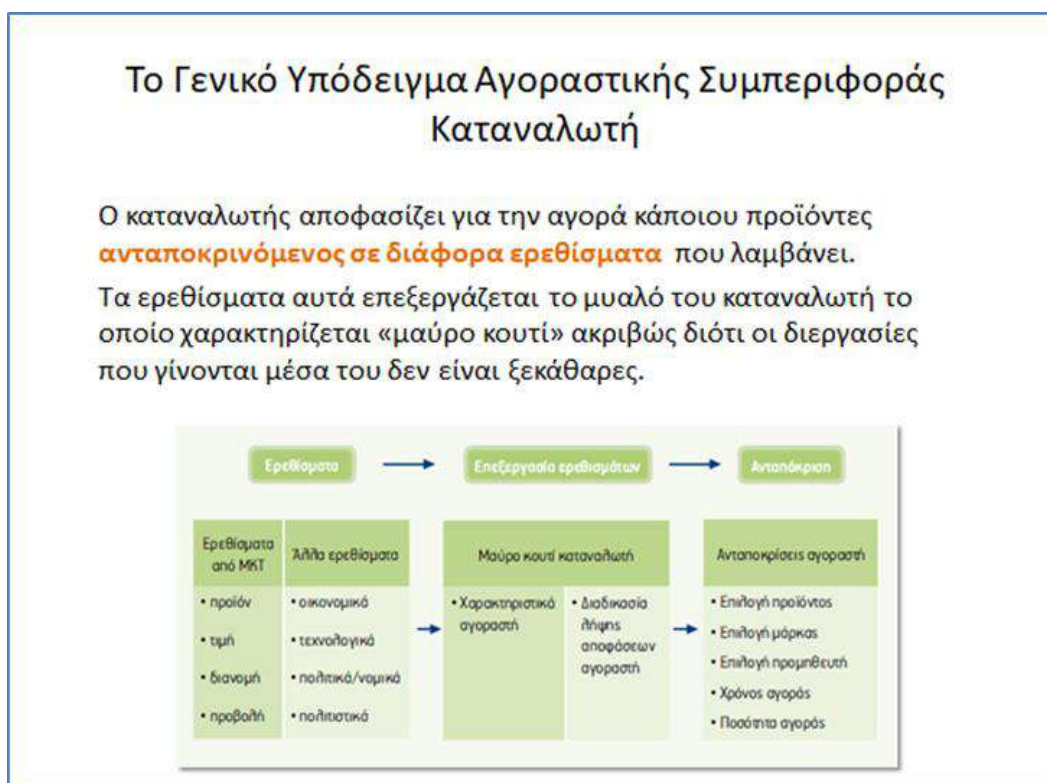 Το Γενικό Υπόδειγμα Αγοραστικής Συμπεριφοράς
Καταναλωτή
Ο καταναλωτής αποφασίζει για την αγορά κάποιου προϊόντες
ανταποκρινόμενος σε διάφορα ερεθίσματα που λαμβάνει.
Τα ερεθίσματα αυτά επεξεργάζεται το μυαλό του καταναλωτή το
οποίο χαρακτηρίζεται «μαύρο κουτί» ακριβώς διότι οι διεργασίες
που γίνονται μέσα του δεν είναι ξεκάθαρες.
Ερεθίσματα
Επεξεργασία ερεθισμάτων
Ανταπόκριση
Ερεθίσματα
από ΜΚΤ
• προϊόν
• τιμή
• διανομή
• προβολή
Άλλα ερεθίσματα
• οικονομικά
• τεχνολογικά
• πολιτικά/νομικά
• πολιτιστικά
Μαύρο κουτί καταναλωτή
• Χαρακτηριστικά
αγοραστή
• Διαδικασία
λήψης
αποφάσεων
αγοραστή
Ανταποκρίσεις αγοραστή
• Επιλογή προϊόντος
• Επιλογή μάρκας
• Επιλογή προμηθευτή
• Χρόνος αγοράς
• Ποσότητα αγοράς